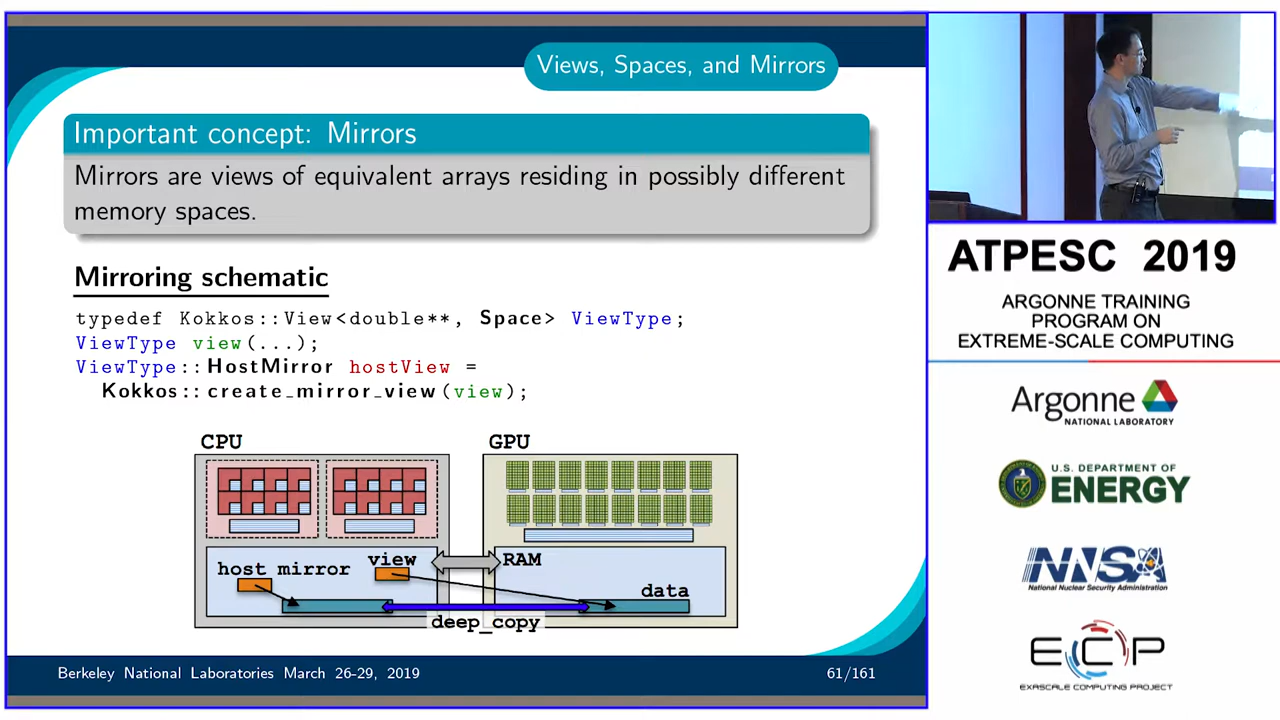 Views, Spaces, and Mirrors
Important concept: Mirrors
Mirrors are views of equivalent arrays residing in possibly different
memory spaces.
Mirroring schematic
typedef Kokkos::View<double**, Space> ViewType;
ViewType view(...);
ViewType::HostMirror hostView =
Kokkos::create_mirror_view(view);
CPU
GPU
host mirror
view
RAM
data
deep_copy
Berkeley National Laboratories March 26-29, 2019
61/161
ATPESC 2019
ARGONNE TRAINING
PROGRAM ON
EXTREME-SCALE COMPUTING
Argonne
NATIONAL LABORATORY
U.S. DEPARTMENT OF
ENERGY
NNSA
National Nuclear Security Administration
ECP
EXASCALE COMPUTING PROJECT